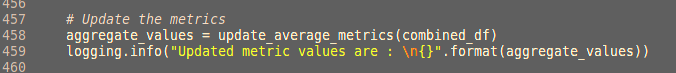 456
457 # Update the metrics
458 aggregate_values = update_average_metrics(combined_df)
459 logging.info("Updated metric values are : \n{}".format(aggregate_values))
460